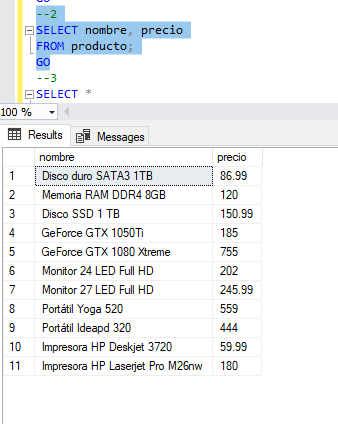 GO
--2
SELECT nombre, precio
FROM producto;
GO
--3
SELECT *
100 %
Results Messages
nombre precio
1 Disco duro SATA3 1TB 86.99
2 Memoria RAM DDR4 8GB 120
3 Disco SSD 1 TB 150.99
4 GeForce GTX 1050Ti 185
5 GeForce GTX 1080 Xtreme 755
6 Monitor 24 LED Full HD 202
7 Monitor 27 LED Full HD 245.99
8 Portátil Yoga 520 559
9 Portátil Ideapd 320 444
10 Impresora HP Deskjet 3720 59.99
11 Impresora HP Laserjet Pro M26nw 180